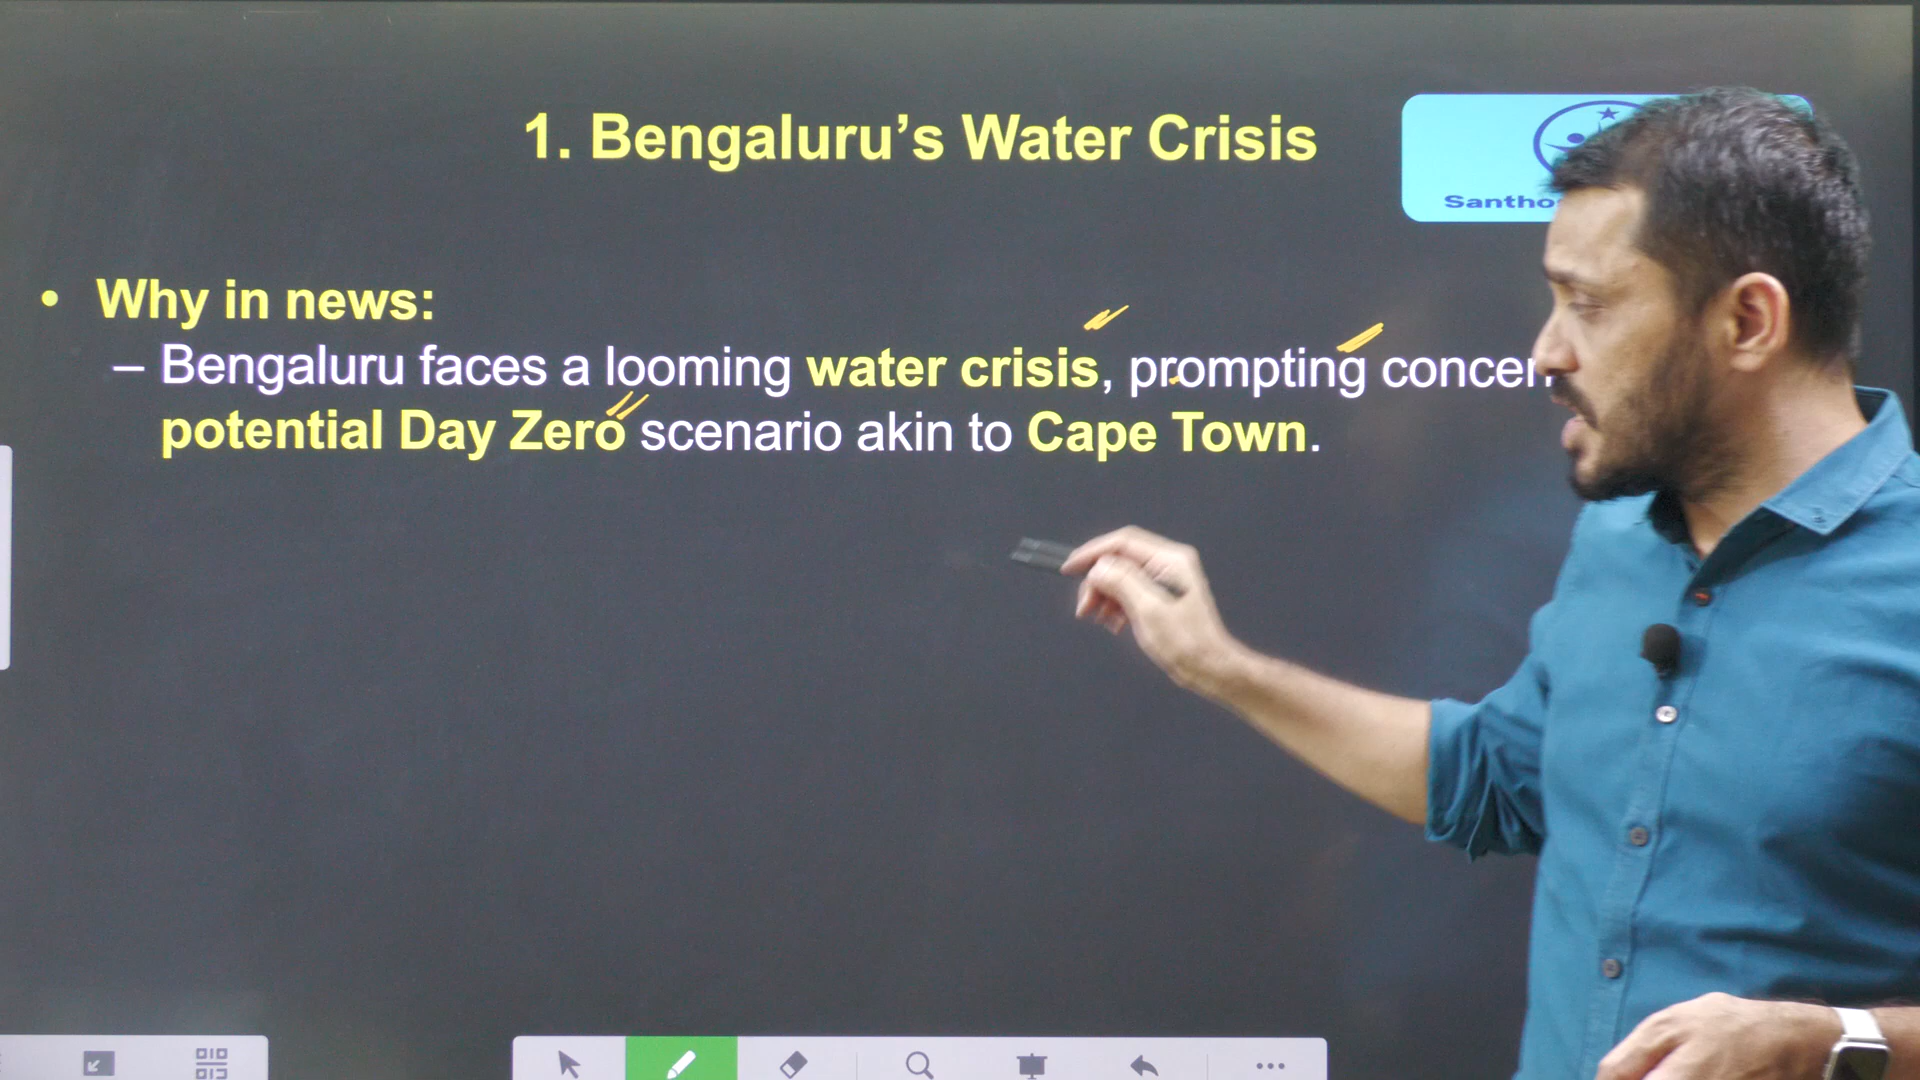 1. Bengaluru’s Water Crisis
Santho
• Why in news:
– Bengaluru faces a looming water crisis, prompting concer
potential Day Zero scenario akin to Cape Town.